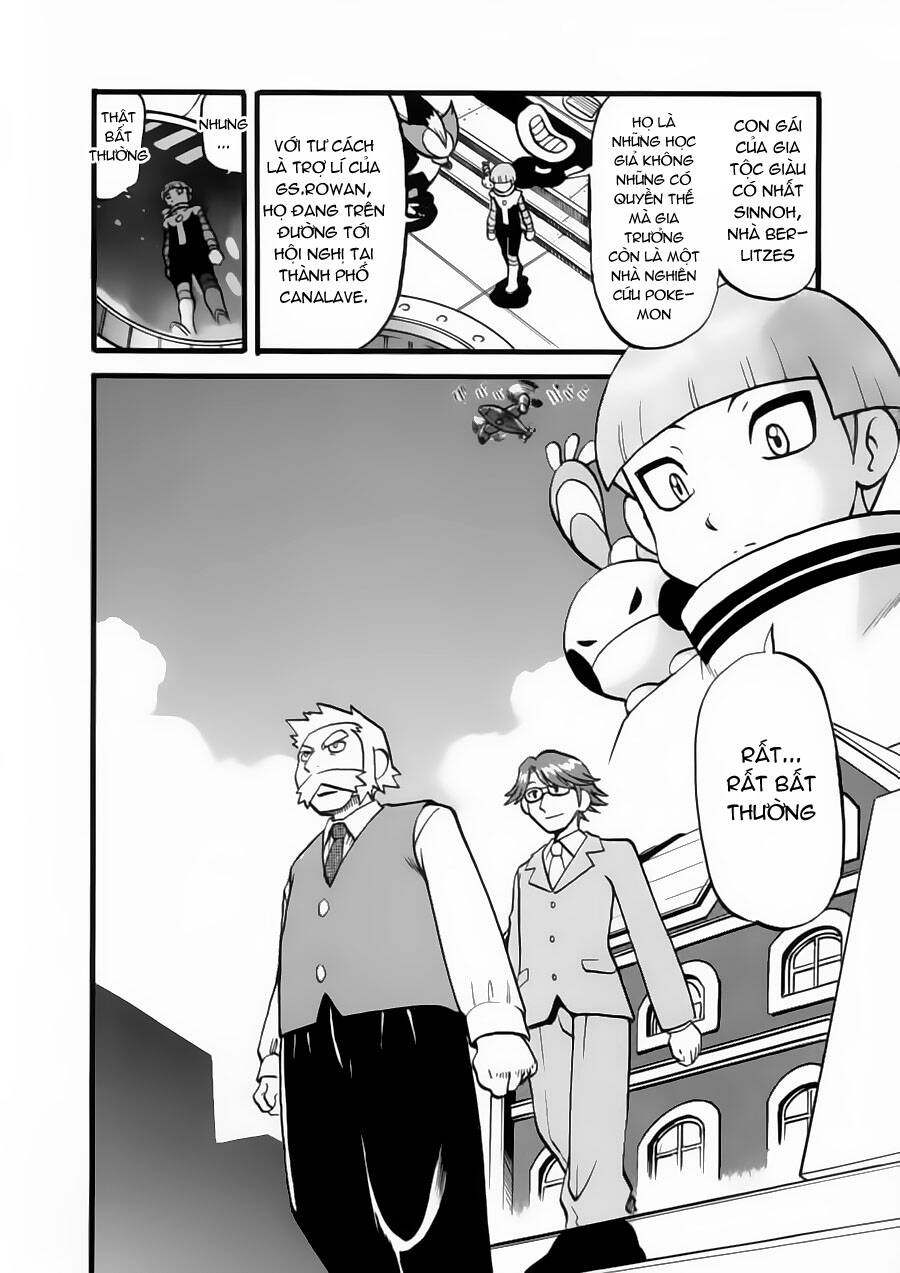 CON GÁI
CỦA GIA
TỘC GIÀU
CÓ NHẤT
SINNOH,
NHÀ BER-
LITZES
HỌ LÀ
NHỮNG HỌC
GIẢ KHÔNG
NHỮNG CÓ
QUYỀN THẾ
MÀ GIA
TRƯỞNG
CÒN LÀ MỘT
NHÀ NGHIÊN
CỨU POKE-
MON
VỚI TƯ CÁCH
LÀ TRỢ LÍ CỦA
GS.ROWAN,
HỌ ĐANG TRÊN
ĐƯỜNG TỚI
HỘI NGHỊ TẠI
THÀNH PHỐ
CANALAVE.
NHƯNG
...
THẬT
BẤT
THƯỜNG
RẤT...
RẤT BẤT
THƯỜNG